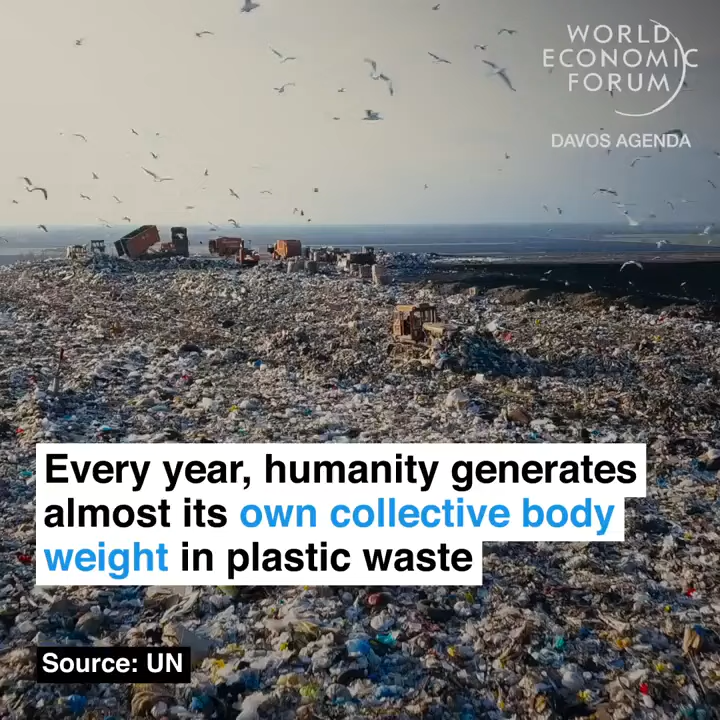 WORLD
ECONOMIC
FORUM
DAVOS AGENDA
Every year, humanity generates
almost its own collective body
weight in plastic waste
Source: UN